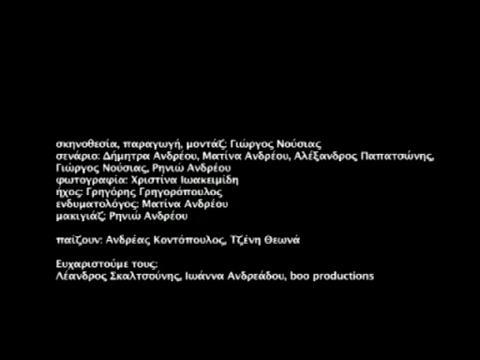 σκηνοθεσία, παραγωγή, μοντάζ: Γιώργος Νούσιας
σενάριο: Δήμητρα Ανδρέου, Ματίνα Ανδρέου, Αλέξανδρος Παπατσώνης,
Γιώργος Νούσιας, Ρηνιώ Ανδρέου
φωτογραφία: Χριστίνα Ιωακειμίδη
ήχος: Γρηγόρης Γρηγορόπουλος
ενδυματολόγος: Ματίνα Ανδρέου
μακιγιάζ: Ρηνιώ Ανδρέου
παίζουν: Ανδρέας Κοντόπουλος, Τζένη Θεωνά
Ευχαριστούμε τους:
Λέανδρος Σκαλτσούνης, Ιωάννα Ανδρεάδου, boo productions